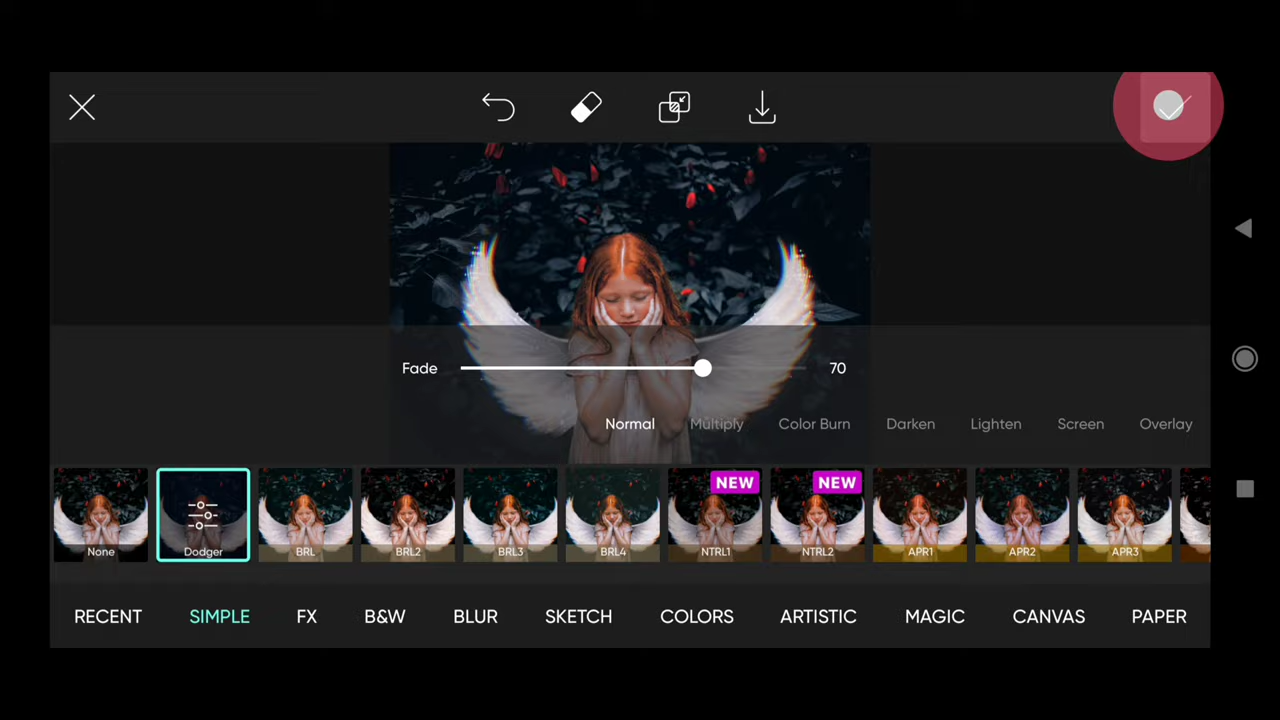 Fade 70
Normal Multiply Color Burn Darken Lighten Screen Overlay
NEW NEW
None Dodger BRL BRL2 BRL3 BRL4 NTRL1 NTRL2 APR1 APR2 APR3
RECENT SIMPLE FX B&W BLUR SKETCH COLORS ARTISTIC MAGIC CANVAS PAPER